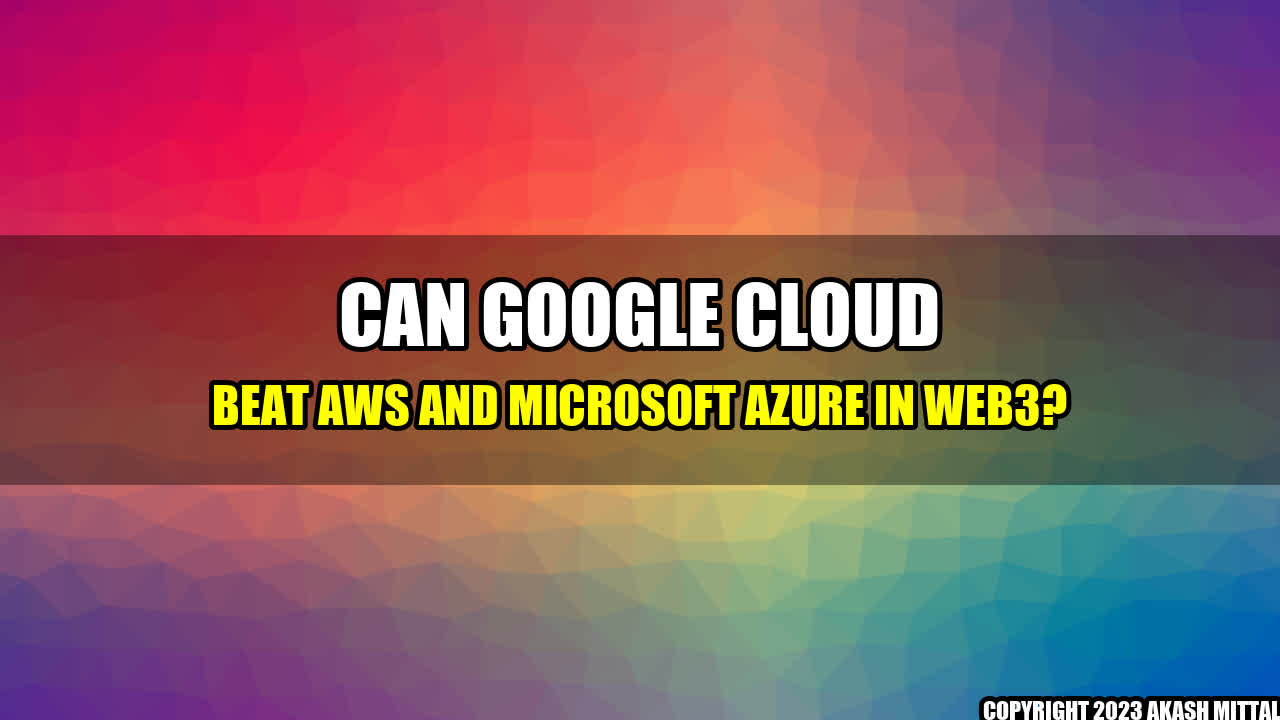 CAN GOOGLE CLOUD
BEAT AWS AND MICROSOFT AZURE IN WEB3?
COPYRIGHT 2023 AKASH MITTAL